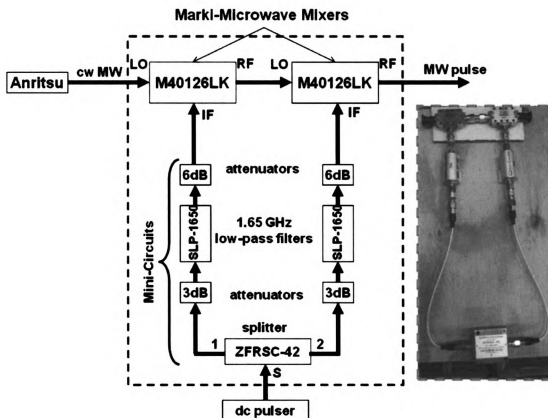 Marki-Microwave Mixers
LO
RF
LO
RF
Anritsu
cw MW
M40126LK
M40126LK
MW pulse
IF
IF
6dB
attenuators
6dB
Mini-Circuits
SLP-1650
1.65 GHz
low-pass filters
SLP-1650
3dB
attenuators
3dB
splitter
1
ZFRSC-42
2
S
dc pulser